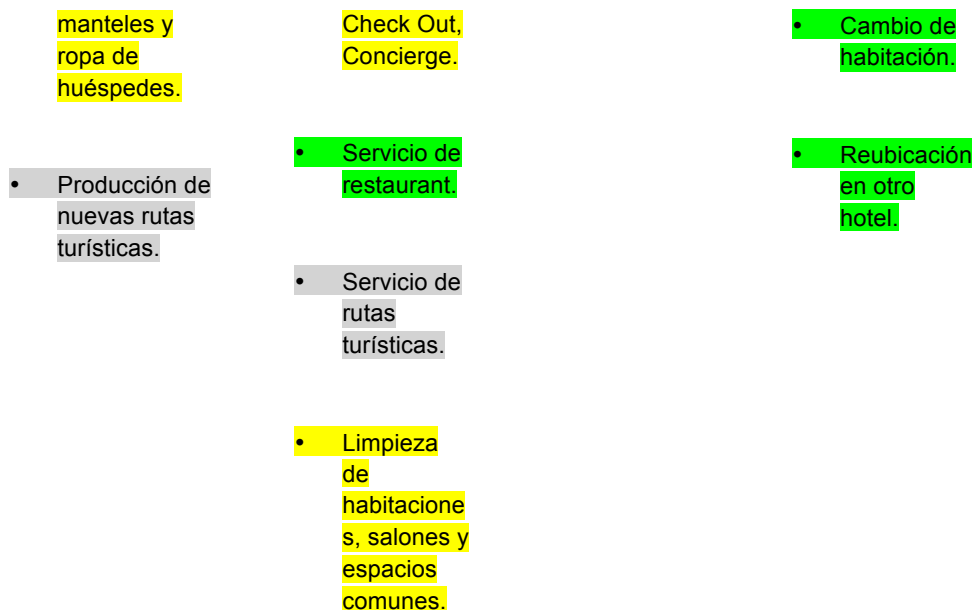 manteles y
ropa de
huéspedes.
• Producción de
nuevas rutas
turísticas.
Check Out,
Concierge.
• Servicio de
restaurant.
• Servicio de
rutas
turísticas.
• Limpieza
de
habitacione
s, salones y
espacios
comunes.
• Cambio de
habitación.
• Reubicación
en otro
hotel.